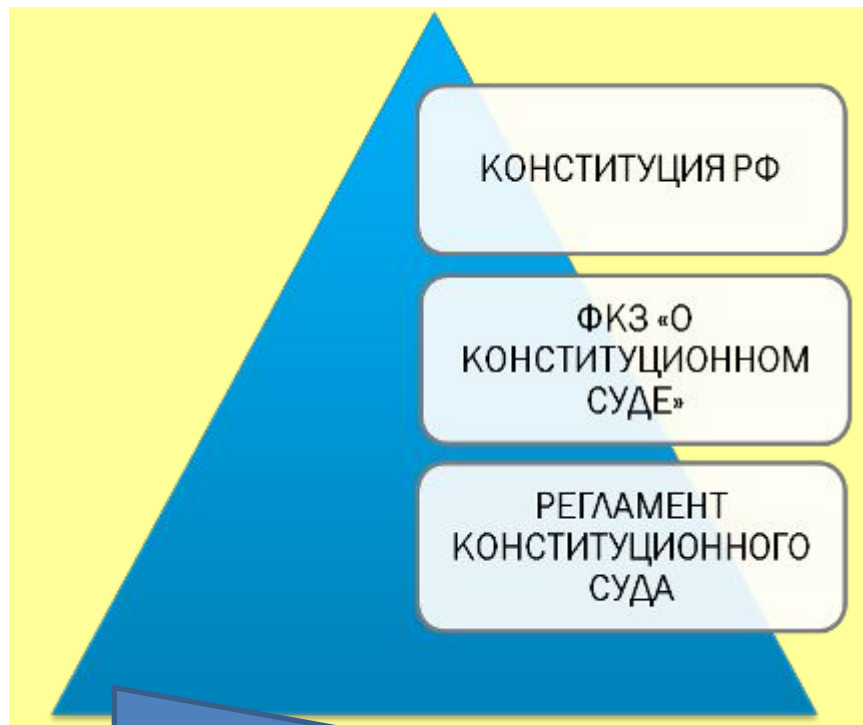 КОНСТИТУЦИЯ РФ
ФКЗ «О
КОНСТИТУЦИОННОМ
СУДЕ»
РЕГЛАМЕНТ
КОНСТИТУЦИОННОГО
СУДА